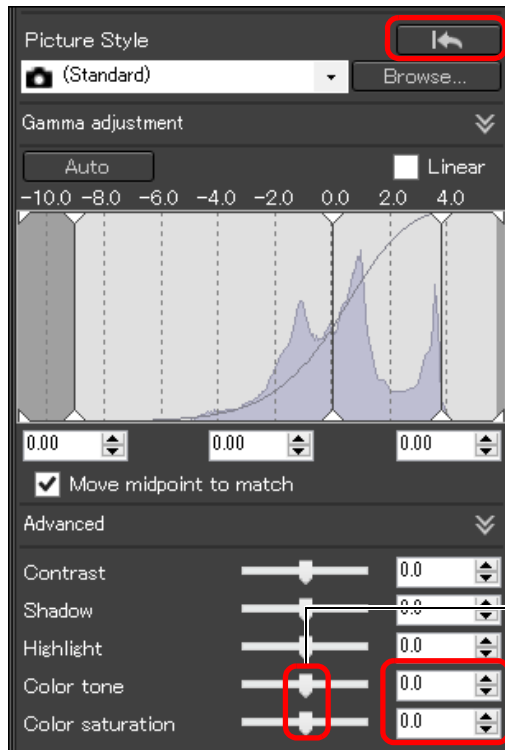 Picture Style
(Standard)
Browse...
Gamma adjustment
Auto
Linear
-10.0 -8.0 -6.0 -4.0 -2.0 0.0 2.0 4.0
0.00 0.00 0.00
Move midpoint to match
Advanced
Contrast 0.0
Shadow 0.0
Highlight 0.0
Color tone 0.0
Color saturation 0.0